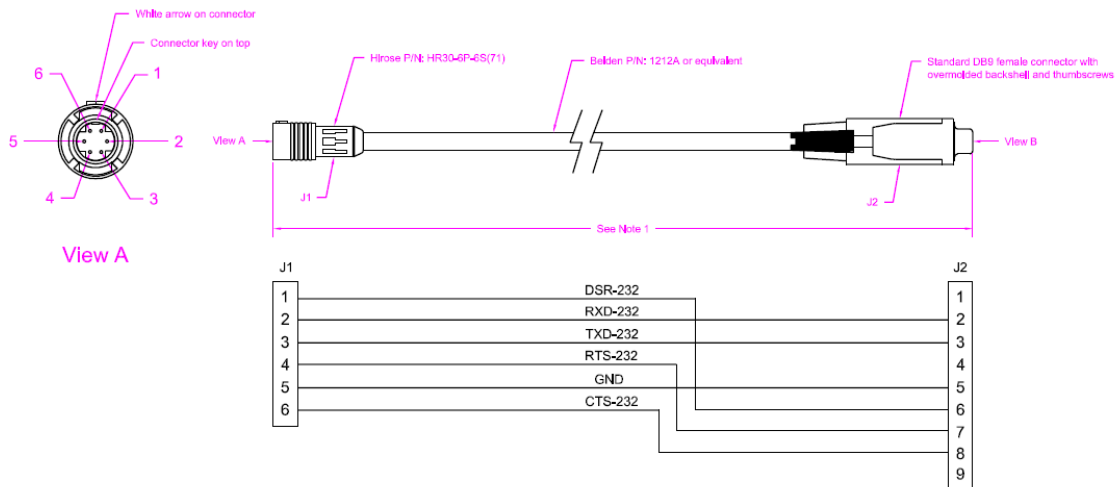 White arrow on connector
Connector key on top
6
1
5
2
4
3
View A
Hirose P/N: HR30-6P-6S(71)
Belden P/N: 1212A or equivalent
Standard DB9 female connector with
overmolded backshell and thumbscrews
View A
View B
J1
J2
See Note 1
J1
J2
1
DSR-232
1
2
RXD-232
2
3
TXD-232
3
4
RTS-232
4
5
GND
5
6
CTS-232
6
7
8
9